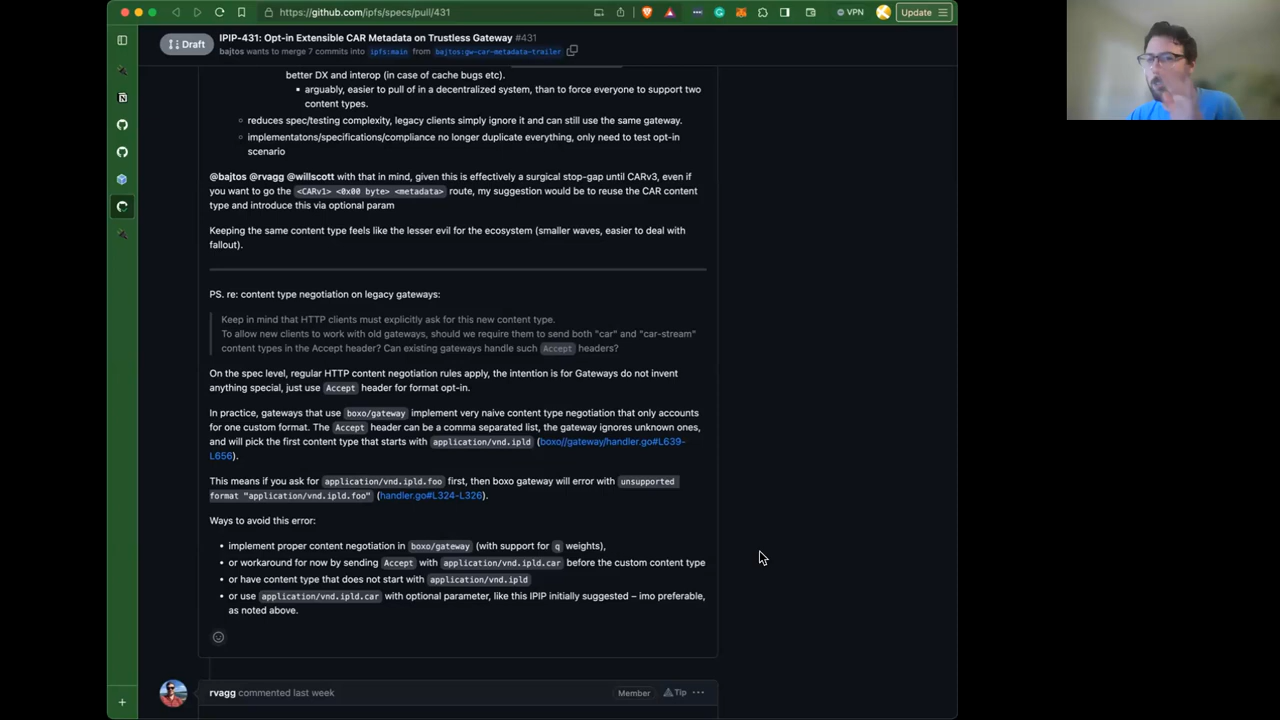 https://github.com/ipfs/specs/pull/431
VPN
Update
Draft
IPIP-431: Opt-in Extensible CAR Metadata on Trustless Gateway #431
bajtos wants to merge 7 commits into ipfs:main from bajtos:gw-car-metadata-trailer
better DX and interop (in case of cache bugs etc).
▪ arguably, easier to pull of in a decentralized system, than to force everyone to support two
content types.
○ reduces spec/testing complexity, legacy clients simply ignore it and can still use the same gateway.
○ implementatons/specifications/compliance no longer duplicate everything, only need to test opt-in
scenario
@bajtos @rvagg @willscott with that in mind, given this is effectively a surgical stop-gap until CARv3, even if
you want to go the <CARv1> <0x00 byte> <metadata> route, my suggestion would be to reuse the CAR content
type and introduce this via optional param
Keeping the same content type feels like the lesser evil for the ecosystem (smaller waves, easier to deal with
fallout).
PS. re: content type negotiation on legacy gateways:
Keep in mind that HTTP clients must explicitly ask for this new content type.
To allow new clients to work with old gateways, should we require them to send both "car" and "car-stream"
content types in the Accept header? Can existing gateways handle such Accept headers?
On the spec level, regular HTTP content negotiation rules apply, the intention is for Gateways do not invent
anything special, just use Accept header for format opt-in.
In practice, gateways that use boxo/gateway implement very naive content type negotiation that only accounts
for one custom format. The Accept header can be a comma separated list, the gateway ignores unknown ones,
and will pick the first content type that starts with application/vnd.ipld (boxo//gateway/handler.go#L639-
L656).
This means if you ask for application/vnd.ipld.foo first, then boxo gateway will error with unsupported
format "application/vnd.ipld.foo" (handler.go#L324-L326).
Ways to avoid this error:
• implement proper content negotiation in boxo/gateway (with support for q weights),
• or workaround for now by sending Accept with application/vnd.ipld.car before the custom content type
• or have content type that does not start with application/vnd.ipld
• or use application/vnd.ipld.car with optional parameter, like this IPIP initially suggested – imo preferable,
as noted above.
rvagg commented last week
Member
Tip